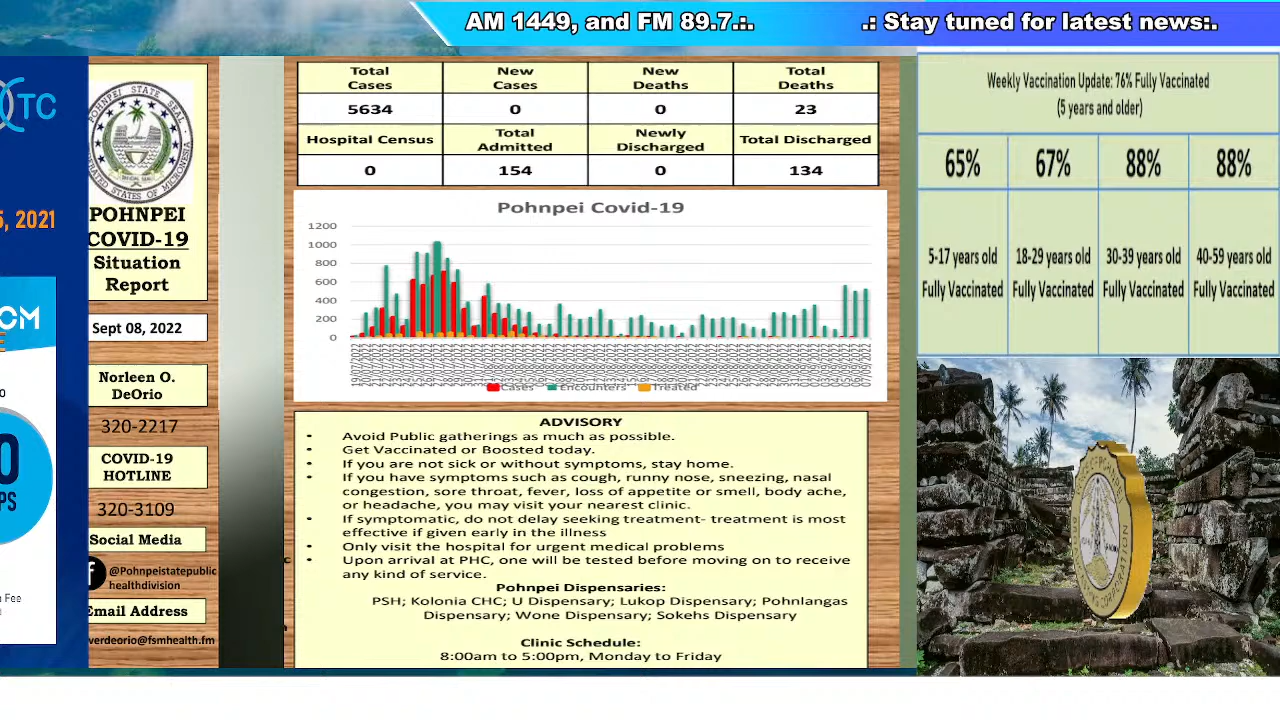 AM 1449, and FM 89.7.:.
.: Stay tuned for latest news:.
TC
5, 2021
OM
E
0
PS
Fee
POHNPEI STATE
SEAL
POHNPEI
COVID-19
Situation
Report
Sept 08, 2022
Norleen O.
DeOrio
320-2217
COVID-19
HOTLINE
320-3109
Social Media
@Pohnpeistatepublic
healthdivision
Email Address
verdeorio@fsmhealth.fm
Total Cases
New Cases
New Deaths
Total Deaths
5634
0
0
23
Hospital Census
Total Admitted
Newly Discharged
Total Discharged
0
154
0
134
Pohnpei Covid-19
1200
1000
800
600
400
200
0
Cases
Encounters
Treated
ADVISORY
• Avoid Public gatherings as much as possible.
• Get Vaccinated or Boosted today.
• If you are not sick or without symptoms, stay home.
• If you have symptoms such as cough, runny nose, sneezing, nasal
congestion, sore throat, fever, loss of appetite or smell, body ache,
or headache, you may visit your nearest clinic.
• If symptomatic, do not delay seeking treatment- treatment is most
effective if given early in the illness
• Only visit the hospital for urgent medical problems
• Upon arrival at PHC, one will be tested before moving on to receive
any kind of service.
Pohnpei Dispensaries:
PSH; Kolonia CHC; U Dispensary; Lukop Dispensary; Pohnlangas
Dispensary; Wone Dispensary; Sokehs Dispensary
Clinic Schedule:
8:00am to 5:00pm, Monday to Friday
Weekly Vaccination Update: 76% Fully Vaccinated
(5 years and older)
65%
67%
88%
88%
5-17 years old
Fully Vaccinated
18-29 years old
Fully Vaccinated
30-39 years old
Fully Vaccinated
40-59 years old
Fully Vaccinated